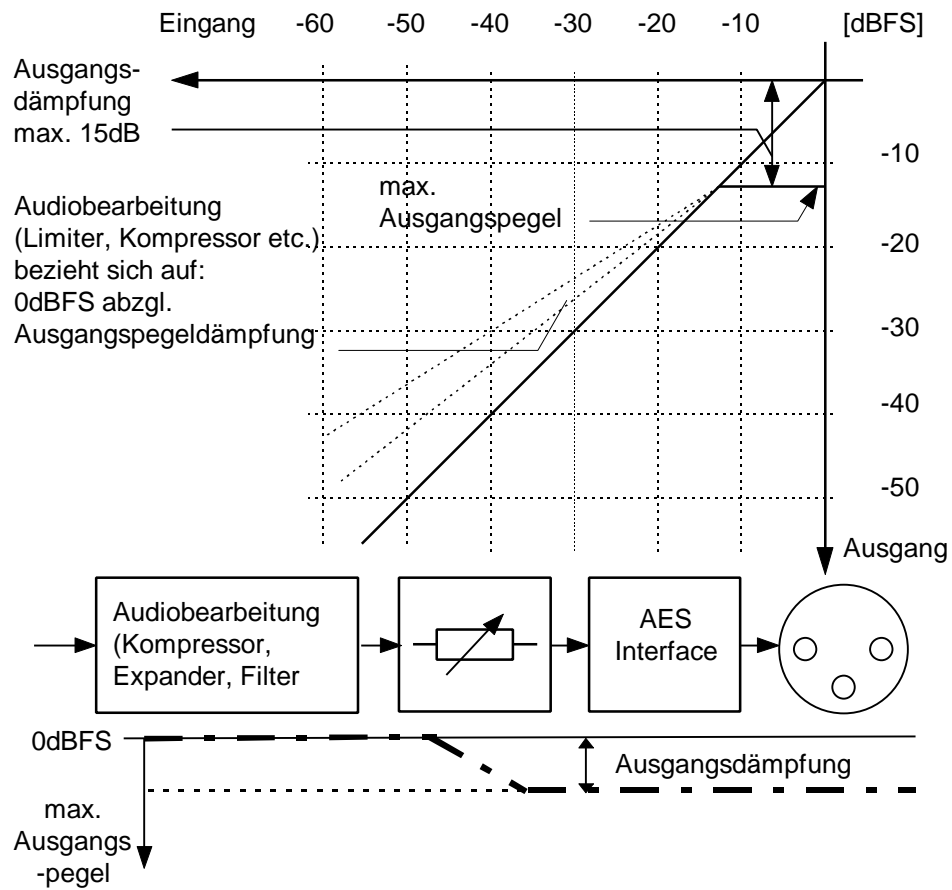 Eingang -60 -50 -40 -30 -20 -10 [dBFS]
Ausgangs-
dämpfung
max. 15dB
-10
max.
Ausgangspegel
Audiobearbeitung
(Limiter, Kompressor etc.)
bezieht sich auf:
0dBFS abzgl.
Ausgangspegeldämpfung
-20
-30
-40
-50
Ausgang
Audiobearbeitung
(Kompressor,
Expander, Filter
AES
Interface
0dBFS
Ausgangsdämpfung
max.
Ausgangs
-pegel